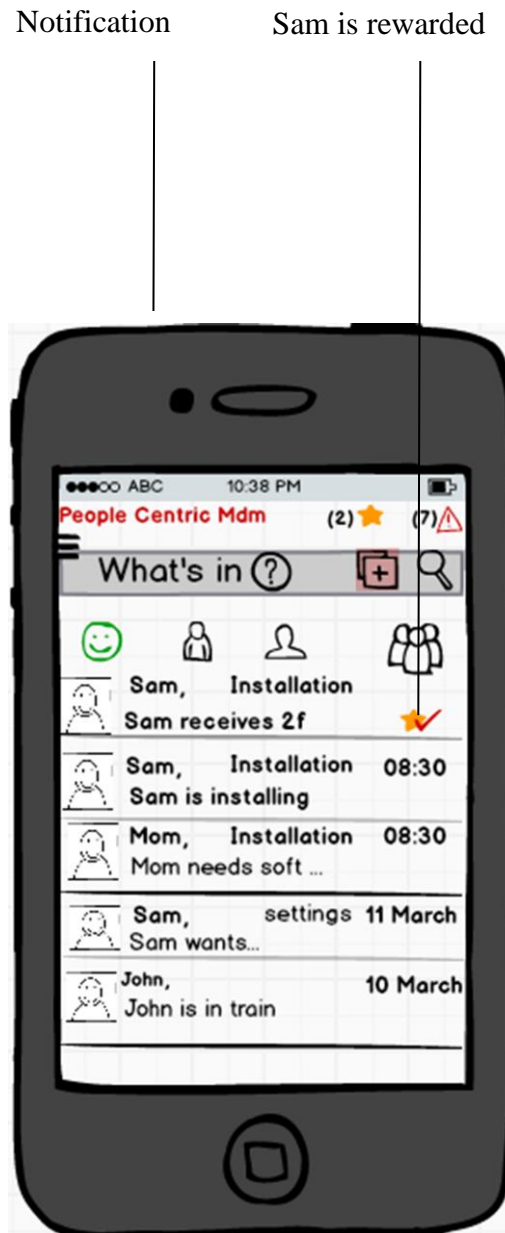 Notification Sam is rewarded
ABC 10:38 PM
People Centric Mdm (2) (7)
What's in ?
Sam, Installation
Sam receives 2f
Sam, Installation 08:30
Sam is installing
Mom, Installation 08:30
Mom needs soft ...
Sam, settings 11 March
Sam wants...
John, 10 March
John is in train